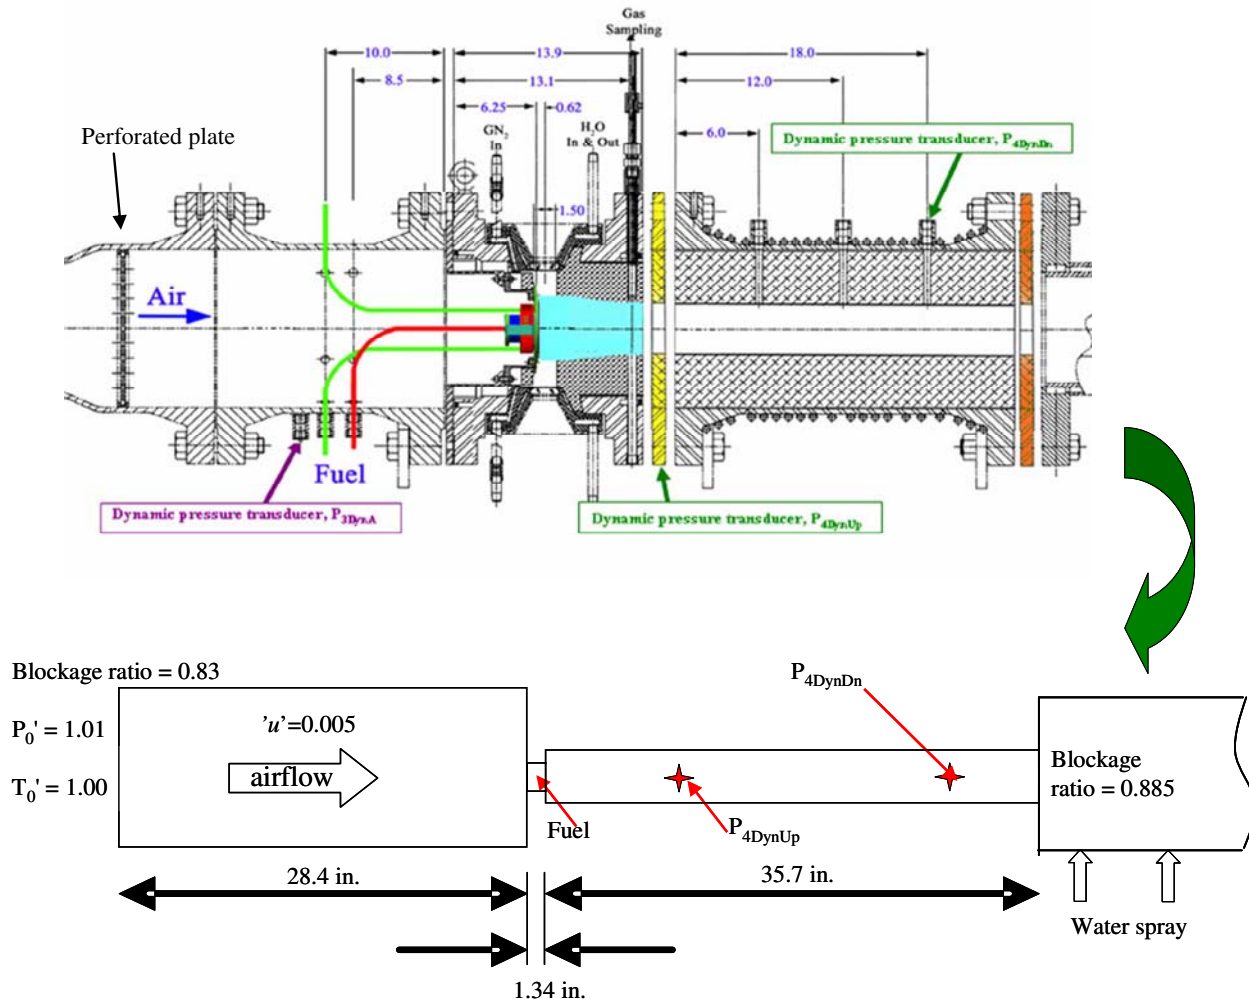 Gas
Sampling
10.0
13.9
18.0
8.5
13.1
12.0
6.25
0.62
GN2
In
H2O
In & Out
6.0
Dynamic pressure transducer, P4DynDn
Perforated plate
1.50
Air
Fuel
Dynamic pressure transducer, P3DynA
Dynamic pressure transducer, P4DynUp
Blockage ratio = 0.83
P4DynDn
P0' = 1.01
'u'=0.005
Blockage
ratio = 0.885
airflow
T0' = 1.00
Fuel
P4DynUp
28.4 in.
35.7 in.
Water spray
1.34 in.